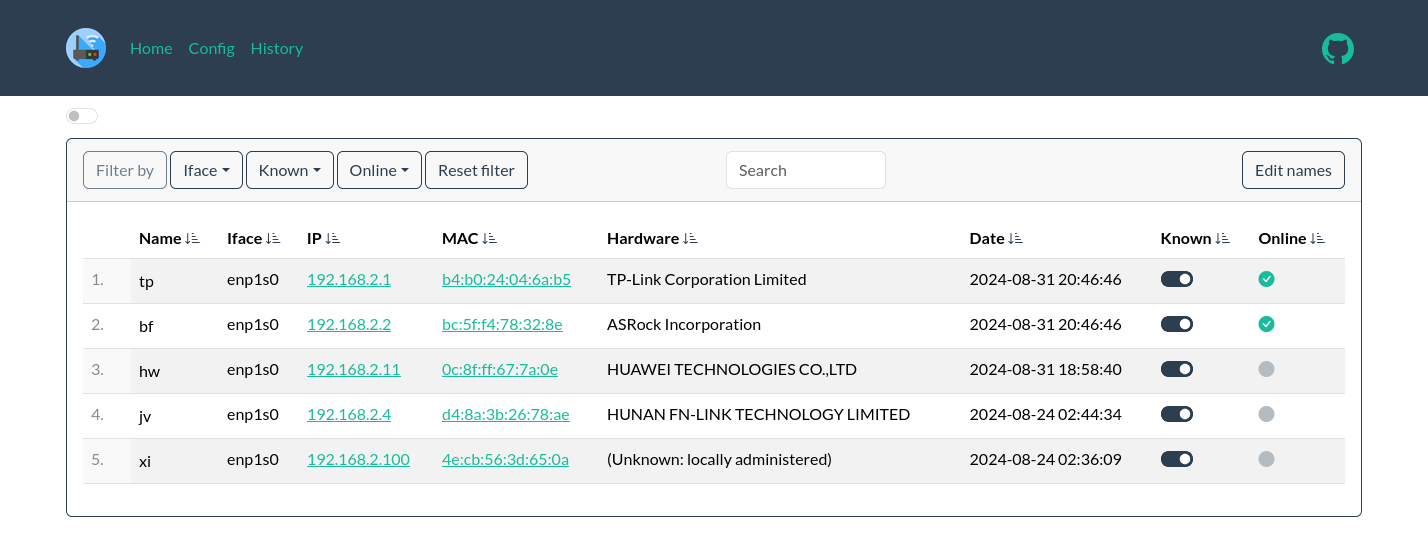 Home Config History
Filter by Iface Known Online Reset filter Search Edit names
Name Iface IP MAC Hardware Date Known Online
1. tp enp1s0 192.168.2.1 b4:b0:24:04:6a:b5 TP-Link Corporation Limited 2024-08-31 20:46:46
2. bf enp1s0 192.168.2.2 bc:5f:f4:78:32:8e ASRock Incorporation 2024-08-31 20:46:46
3. hw enp1s0 192.168.2.11 0c:8f:ff:67:7a:0e HUAWEI TECHNOLOGIES CO.,LTD 2024-08-31 18:58:40
4. jv enp1s0 192.168.2.4 d4:8a:3b:26:78:ae HUNAN FN-LINK TECHNOLOGY LIMITED 2024-08-24 02:44:34
5. xi enp1s0 192.168.2.100 4e:cb:56:3d:65:0a (Unknown: locally administered) 2024-08-24 02:36:09